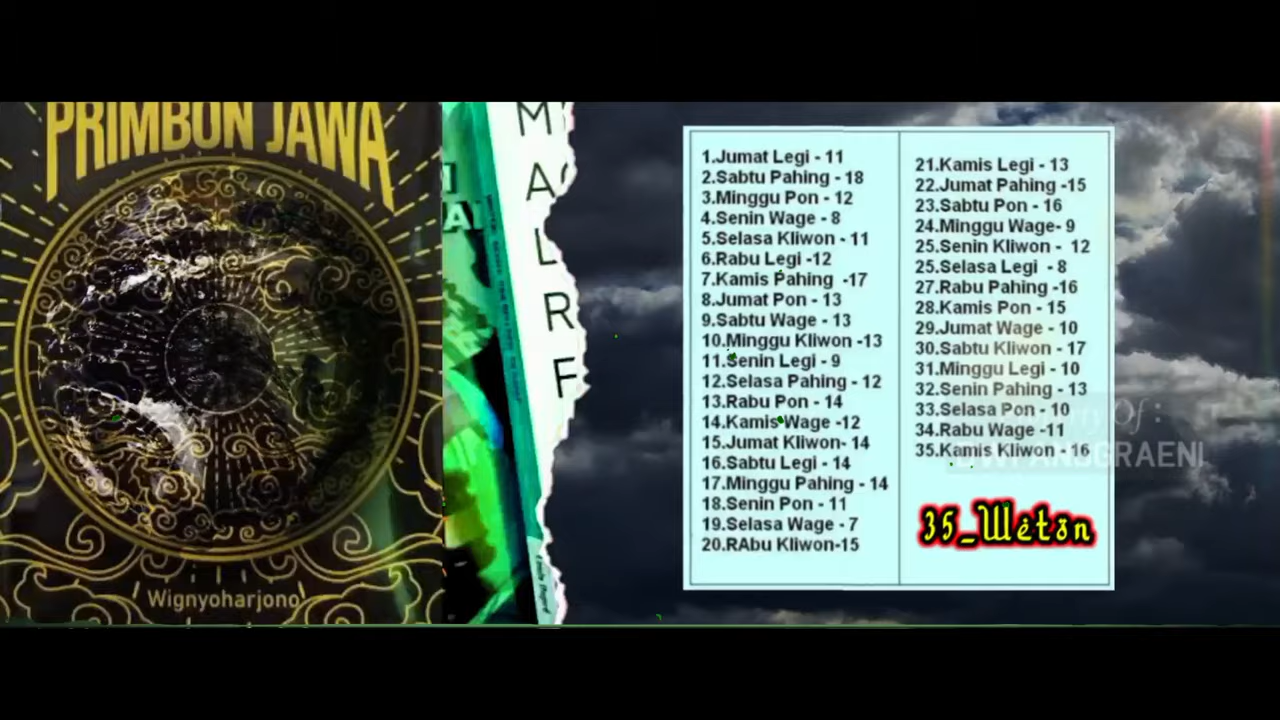 PRIMBON JAWA
Wignyoharjono
M
A
L
R
F
1.Jumat Legi - 11
2.Sabtu Pahing - 18
3.Minggu Pon - 12
4.Senin Wage - 8
5.Selasa Kliwon - 11
6.Rabu Legi -12
7.Kamis Pahing -17
8.Jumat Pon - 13
9.Sabtu Wage - 13
10.Minggu Kliwon -13
11.Senin Legi - 9
12.Selasa Pahing - 12
13.Rabu Pon - 14
14.Kamis Wage -12
15.Jumat Kliwon- 14
16.Sabtu Legi - 14
17.Minggu Pahing - 14
18.Senin Pon - 11
19.Selasa Wage - 7
20.RAbu Kliwon-15
21.Kamis Legi - 13
22.Jumat Pahing -15
23.Sabtu Pon - 16
24.Minggu Wage- 9
25.Senin Kliwon - 12
25.Selasa Legi - 8
27.Rabu Pahing -16
28.Kamis Pon - 15
29.Jumat Wage - 10
30.Sabtu Kliwon - 17
31.Minggu Legi - 10
32.Senin Pahing - 13
33.Selasa Pon - 10
34.Rabu Wage -11
35.Kamis Kliwon - 16
35_Wètòn